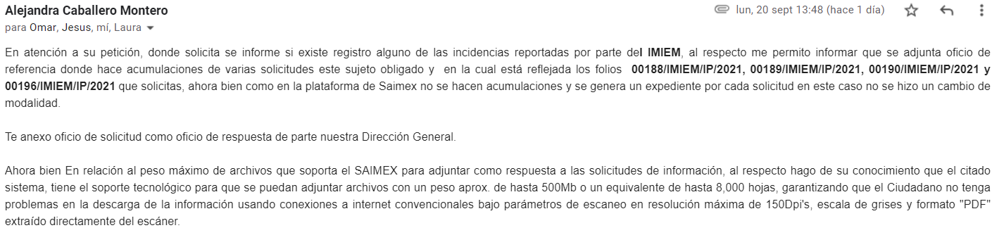 Alejandra Caballero Montero
lun, 20 sept 13:48 (hace 1 día)
para Omar, Jesus, mí, Laura
En atención a su petición, donde solicita se informe si existe registro alguno de las incidencias reportadas por parte del IMIEM, al respecto me permito informar que se adjunta oficio de
referencia donde hace acumulaciones de varias solicitudes este sujeto obligado y en la cual está reflejada los folios 00188/IMIEM/IP/2021, 00189/IMIEM/IP/2021, 00190/IMIEM/IP/2021 y
00196/IMIEM/IP/2021 que solicitas, ahora bien como en la plataforma de Saimex no se hacen acumulaciones y se genera un expediente por cada solicitud en este caso no se hizo un cambio de
modalidad.
Te anexo oficio de solicitud como oficio de respuesta de parte nuestra Dirección General.
Ahora bien En relación al peso máximo de archivos que soporta el SAIMEX para adjuntar como respuesta a las solicitudes de información, al respecto hago de su conocimiento que el citado
sistema, tiene el soporte tecnológico para que se puedan adjuntar archivos con un peso aprox. de hasta 500Mb o un equivalente de hasta 8,000 hojas, garantizando que el Ciudadano no tenga
problemas en la descarga de la información usando conexiones a internet convencionales bajo parámetros de escaneo en resolución máxima de 150Dpi's, escala de grises y formato "PDF"
extraído directamente del escáner.